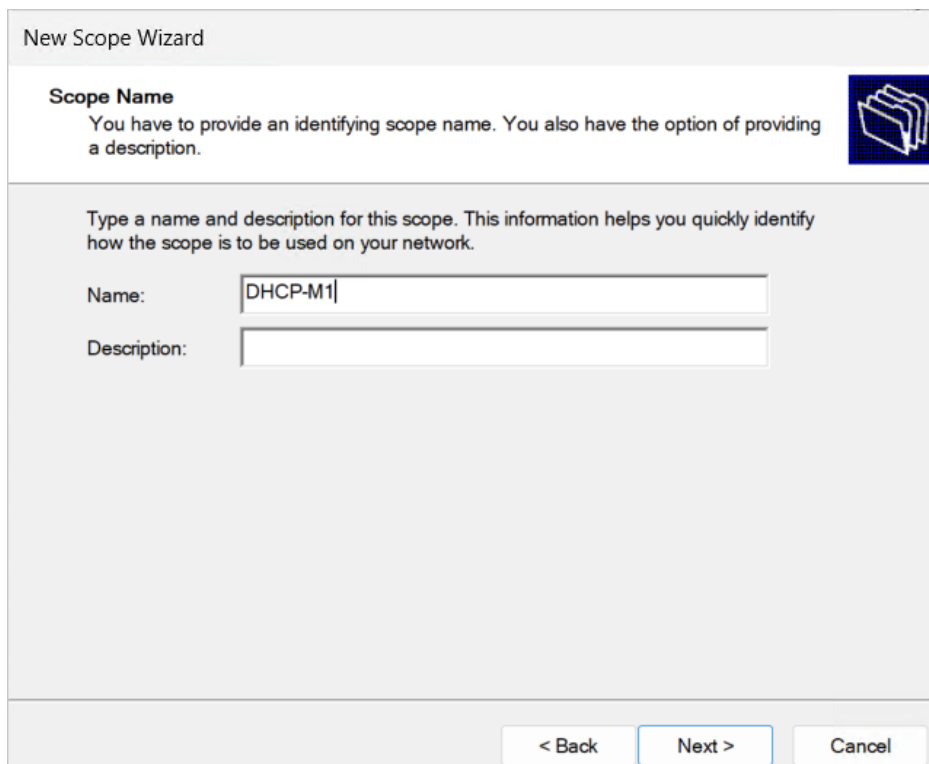 New Scope Wizard
Scope Name
You have to provide an identifying scope name. You also have the option of providing
a description.
Type a name and description for this scope. This information helps you quickly identify
how the scope is to be used on your network.
Name: DHCP-M1
Description:
< Back Next > Cancel